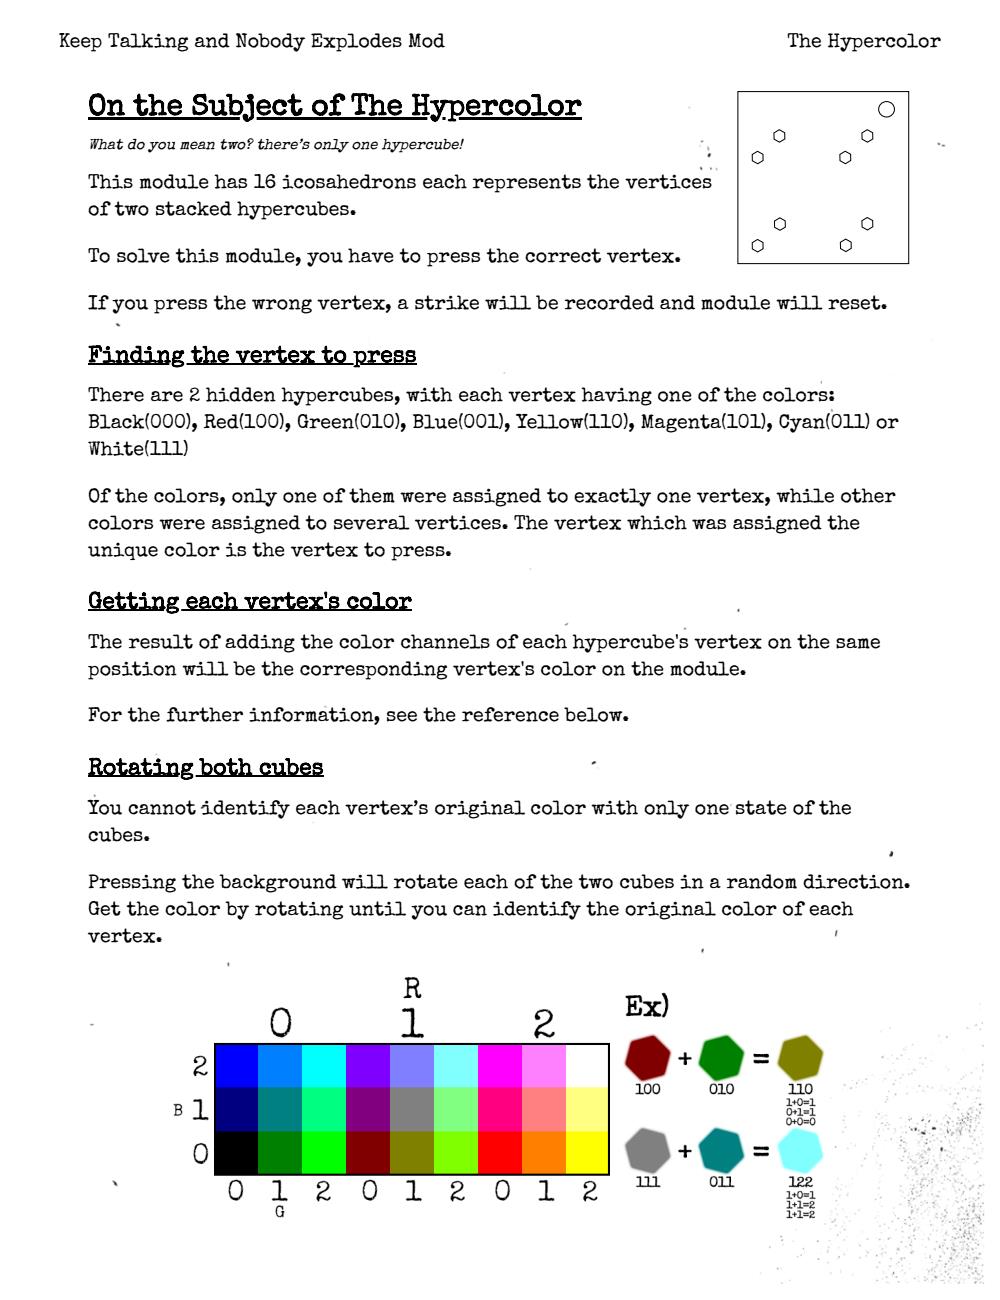 Keep Talking and Nobody Explodes Mod
The Hypercolor
On the Subject of The Hypercolor
What do you mean two? there's only one hypercube!
This module has 16 icosahedrons each represents the vertices
of two stacked hypercubes.
To solve this module, you have to press the correct vertex.
If you press the wrong vertex, a strike will be recorded and module will reset.
Finding the vertex to press
There are 2 hidden hypercubes, with each vertex having one of the colors:
Black(000), Red(100), Green(010), Blue(001), Yellow(110), Magenta(101), Cyan(011) or
White(111)
Of the colors, only one of them were assigned to exactly one vertex, while other
colors were assigned to several vertices. The vertex which was assigned the
unique color is the vertex to press.
Getting each vertex's color
The result of adding the color channels of each hypercube's vertex on the same
position will be the corresponding vertex's color on the module.
For the further information, see the reference below.
Rotating both cubes
You cannot identify each vertex's original color with only one state of the
cubes.
Pressing the background will rotate each of the two cubes in a random direction.
Get the color by rotating until you can identify the original color of each
vertex.
R
0 1 2
2
B 1
0
0 1 2 0 1 2 0 1 2
G
Ex)
+ =
100 010 110
1+0=1
0+1=1
0+0=0
+ =
111 011 122
1+0=1
1+1=2
1+1=2